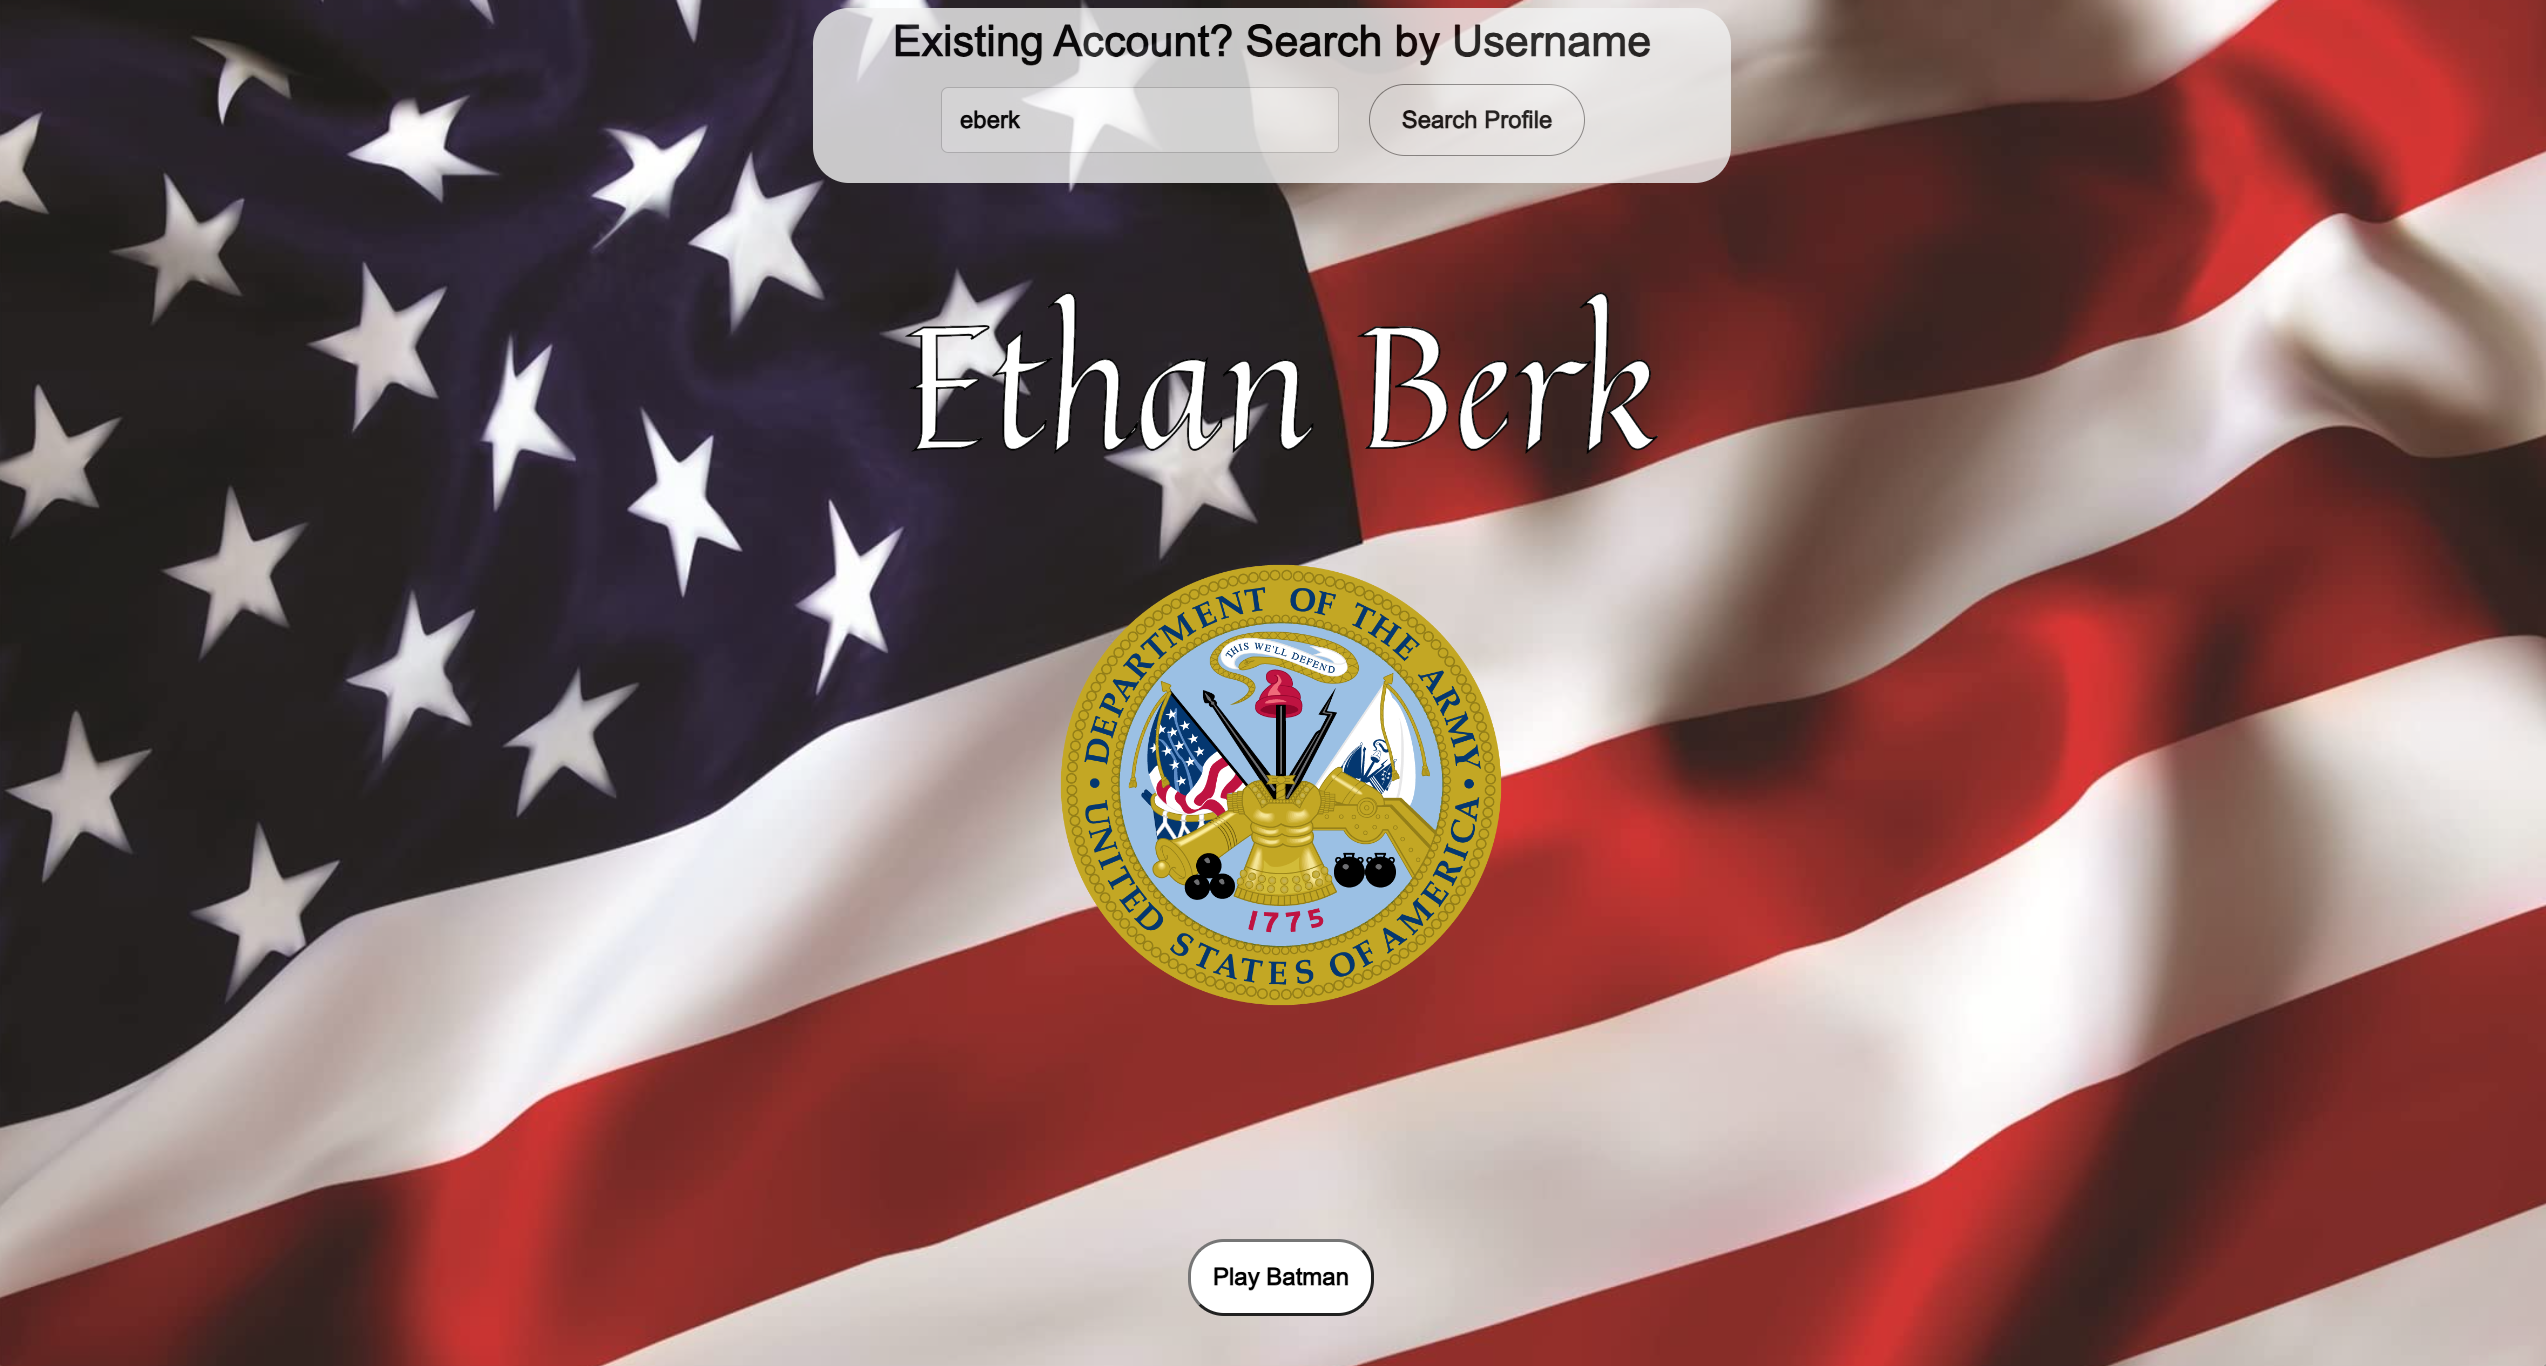 Existing Account? Search by Username
eberk
Search Profile
Ethan Berk
DEPARTMENT OF THE ARMY
THIS WE'LL DEFEND
1775
UNITED STATES OF AMERICA
Play Batman